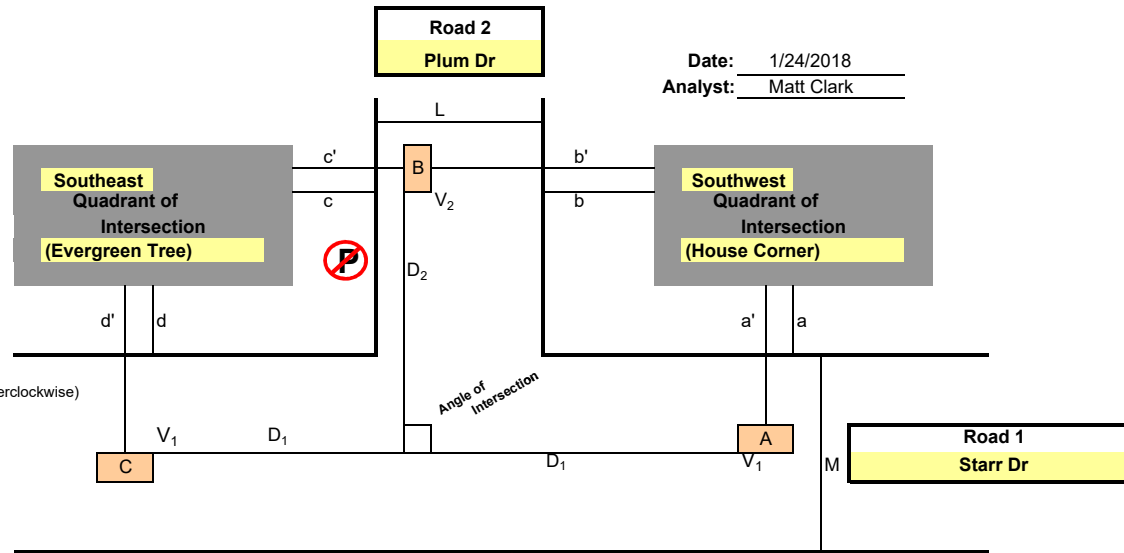 Road 2
Plum Dr
Date: 1/24/2018
Analyst: Matt Clark
L
c'
B
b'
Southeast
Quadrant of
Intersection
(Evergreen Tree)
c
V2
b
Southwest
Quadrant of
Intersection
(House Corner)
P
D2
d'
d
a'
a
erclockwise)
Angle of
Intersection
V1
D1
C
D1
V1
A
M
Road 1
Starr Dr